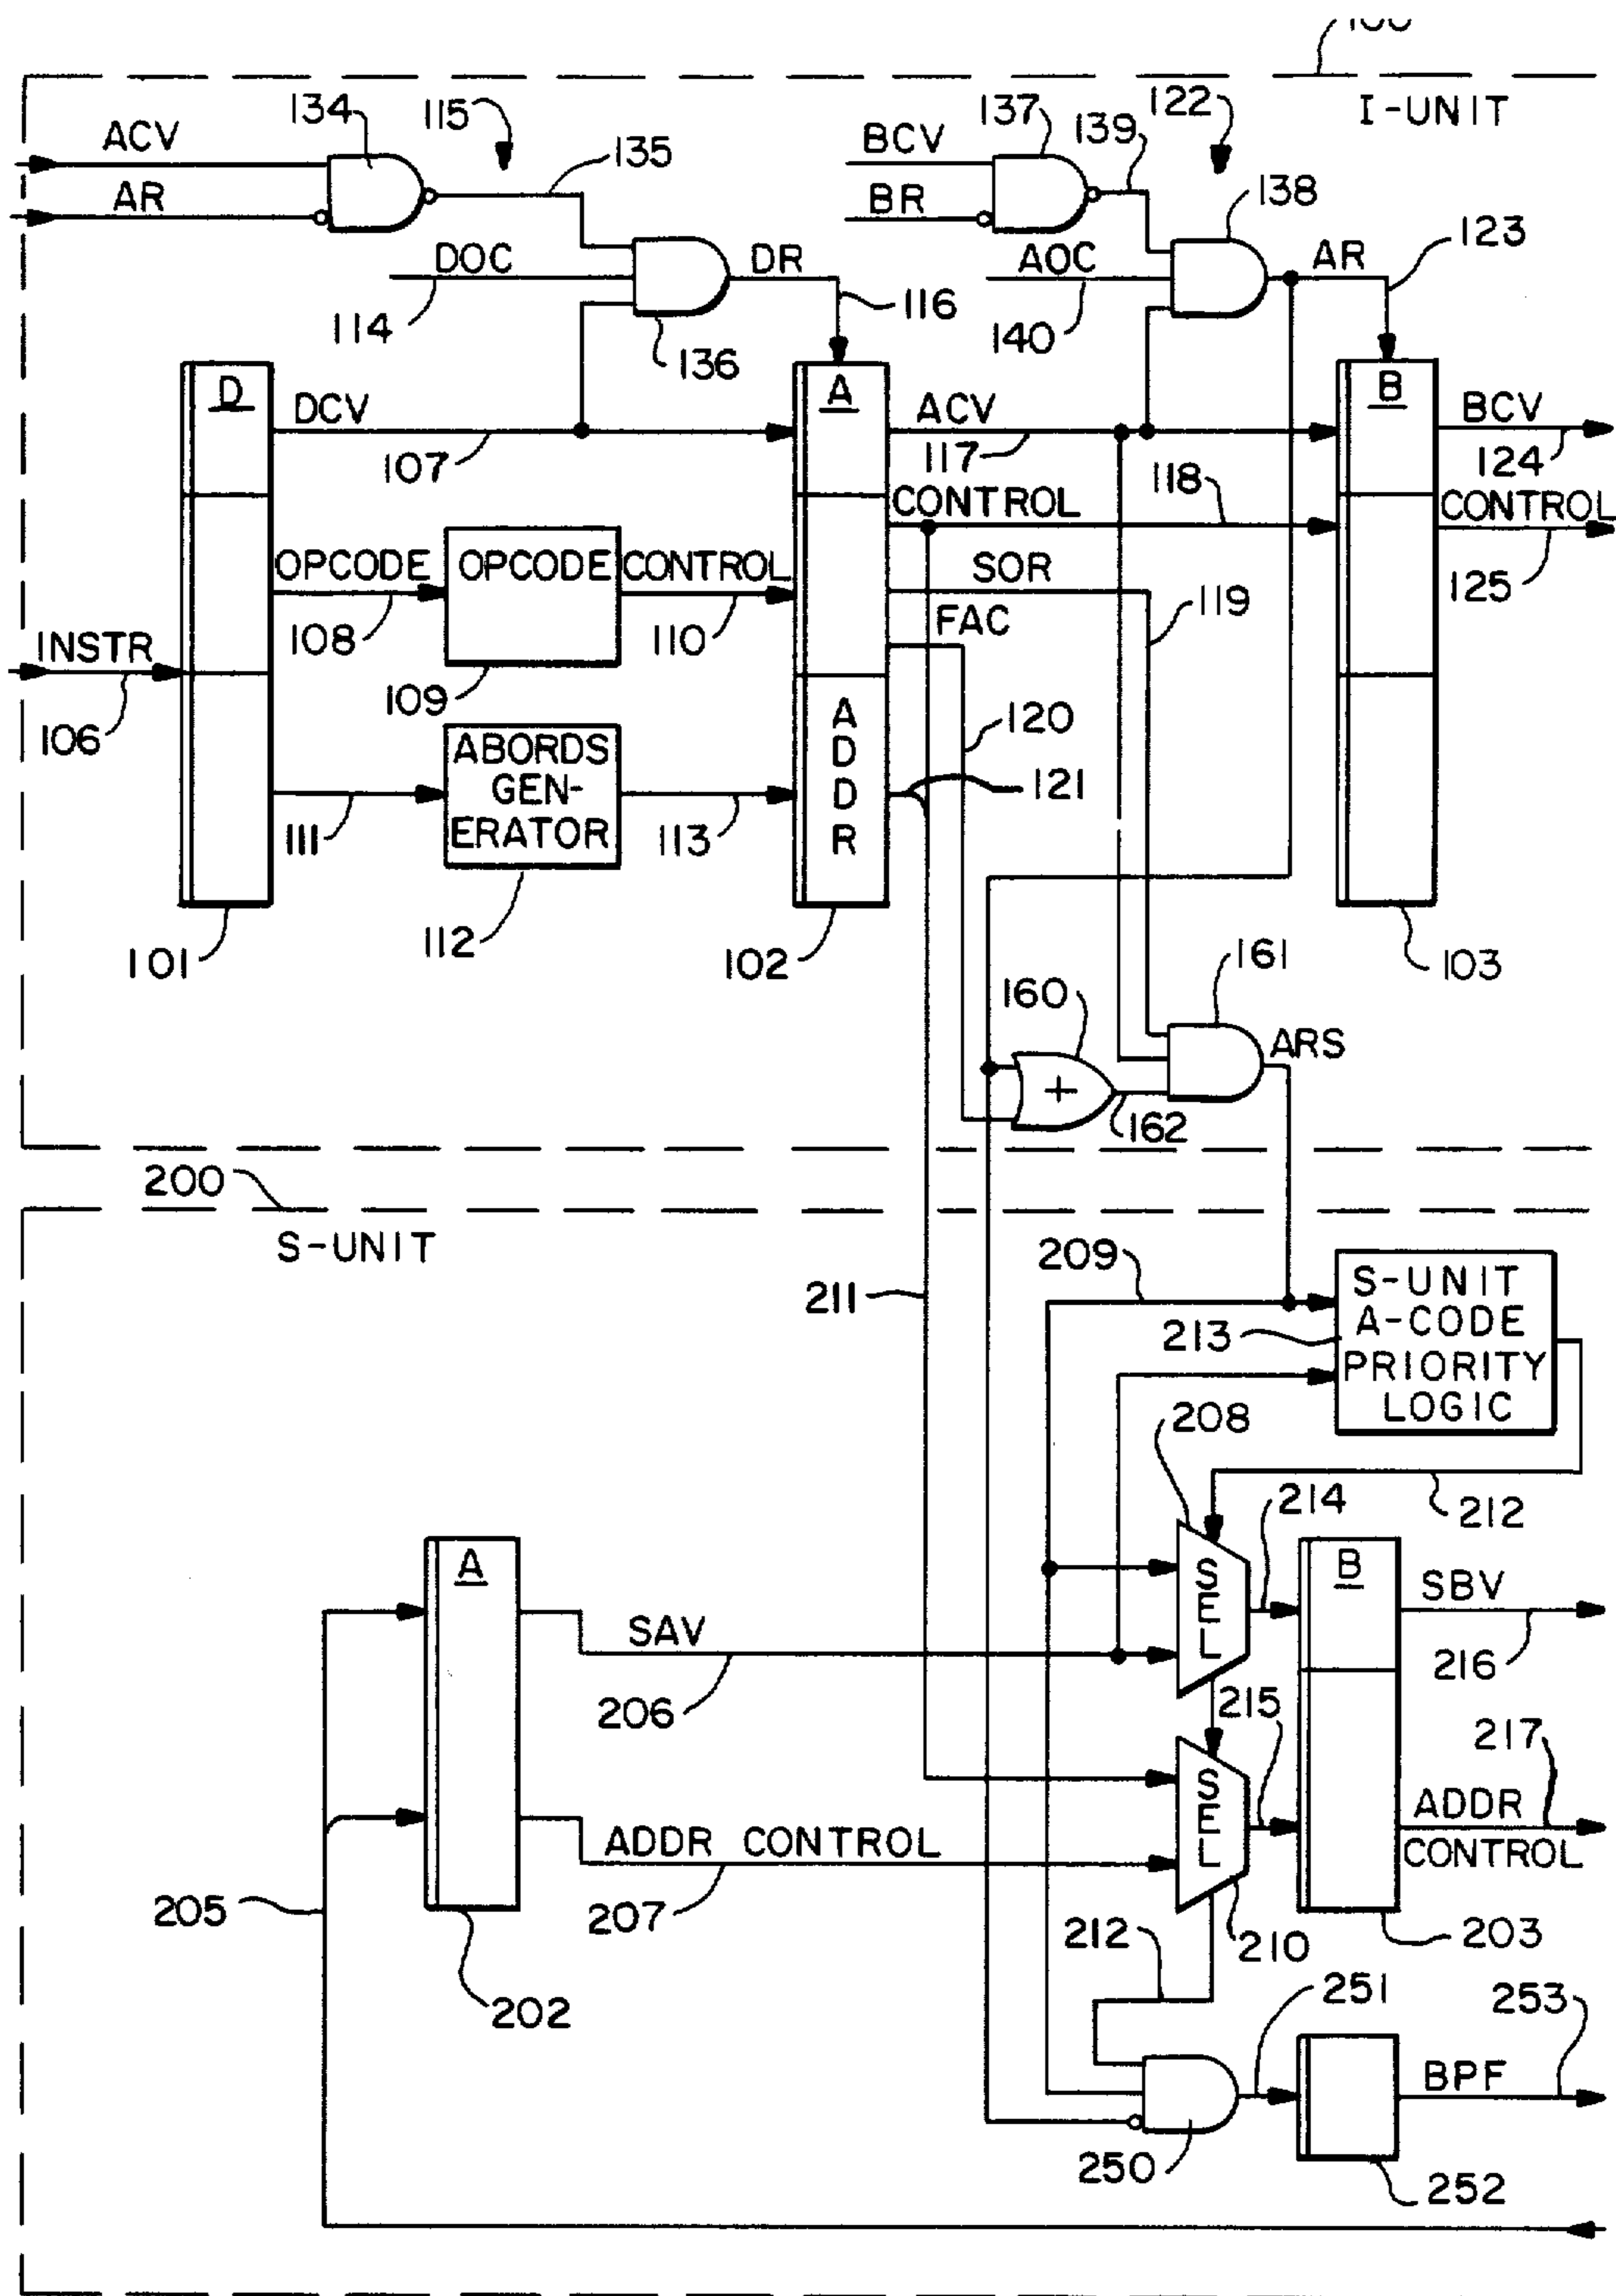 I-UNIT
ACV
134
115
135
AR
DOC
DR
114
136
116
BCV
137
139
122
BR
138
AOC
AR
123
140
D
DCV
107
A
ACV
117
B
BCV
124
CONTROL
118
CONTROL
125
OPCODE
108
OPCODE
109
CONTROL
110
SOR
119
FAC
120
INSTR
106
111
ABORDS
GEN-
ERATOR
112
113
ADDR
121
101
102
103
160
161
ARS
+
162
200
S-UNIT
209
211
S-UNIT
A-CODE
PRIORITY
LOGIC
213
208
212
214
A
SAV
206
SEL
B
SBV
216
215
217
SEL
ADDR
CONTROL
ADDR CONTROL
207
205
202
210
203
212
251
253
BPF
250
252